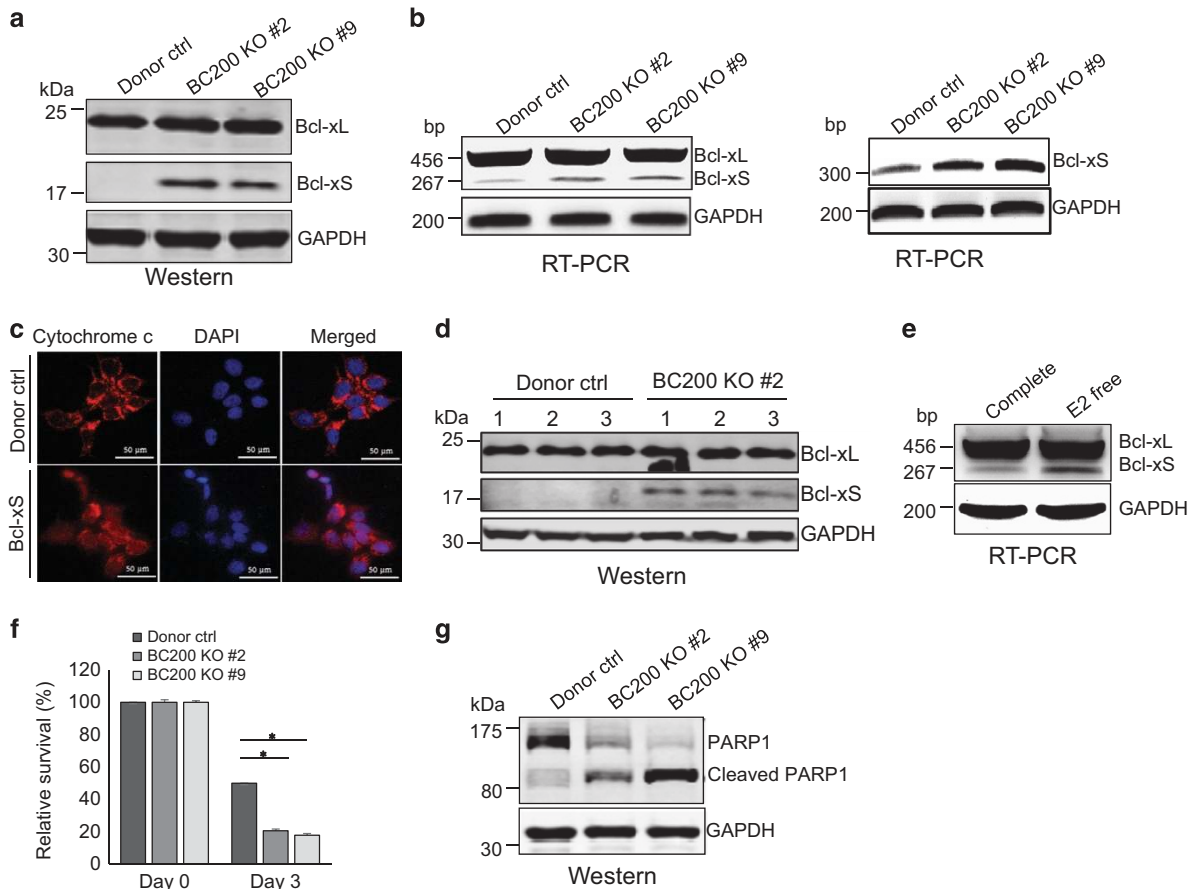 a
Donor ctrl
BC200 KO #2
BC200 KO #9
kDa
25
Bcl-xL
Bcl-xS
17
GAPDH
30
Western
b
Donor ctrl
BC200 KO #2
BC200 KO #9
bp
456
Bcl-xL
267
Bcl-xS
200
GAPDH
RT-PCR
Donor ctrl
BC200 KO #2
BC200 KO #9
bp
300
Bcl-xS
200
GAPDH
RT-PCR
c
Cytochrome c DAPI Merged
Donor ctrl
50 µm 50 µm 50 µm
Bcl-xS
50 µm 50 µm 50 µm
d
Donor ctrl BC200 KO #2
kDa 1 2 3 1 2 3
25
Bcl-xL
17
Bcl-xS
GAPDH
30
Western
e
Complete
E2 free
bp
456
Bcl-xL
267
Bcl-xS
200
GAPDH
RT-PCR
f
Donor ctrl
BC200 KO #2
BC200 KO #9
Relative survival (%)
120
100
80
60
40
20
0
* 
*
Day 0 Day 3
g
Donor ctrl
BC200 KO #2
BC200 KO #9
kDa
175
PARP1
Cleaved PARP1
80
GAPDH
30
Western